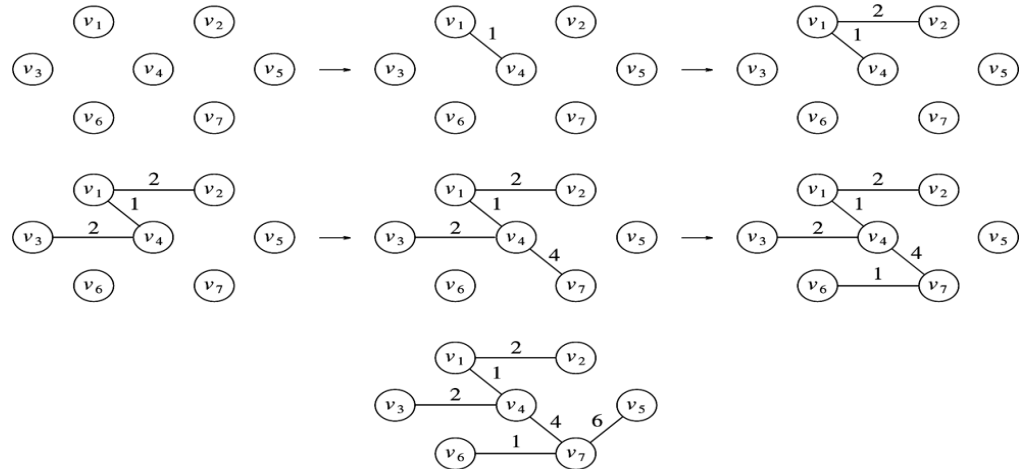 v1 v2 v1 v2 v1 2 v2
1 1
v3 v4 v5 v3 v4 v5 v3 v4 v5
v6 v7 v6 v7 v6 v7
v1 2 v2 v1 2 v2 v1 2 v2
1 1 1
v3 2 v4 v5 v3 2 v4 v5 v3 2 v4 v5
4 4
v6 v7 v6 v7 v6 1 v7
v1 2 v2
1
v3 2 v4 v5
4 6
v6 1 v7